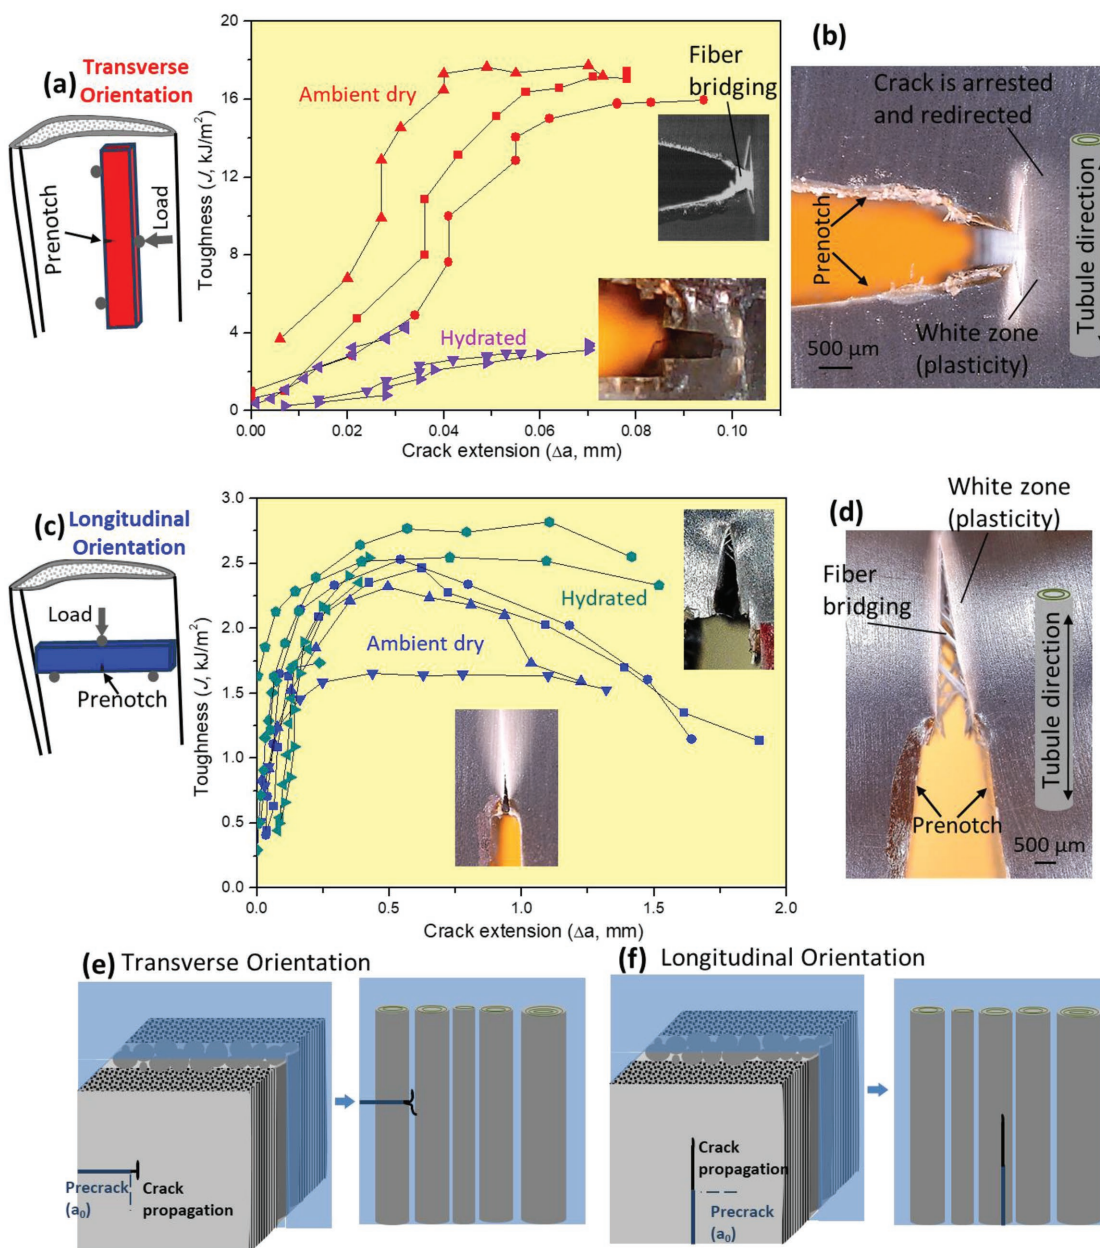 (a) Transverse
Orientation
Prenotch
Load
Toughness (J, kJ/m²)
20
16
12
8
4
0
Ambient dry
Hydrated
Fiber
bridging
0.00 0.02 0.04 0.06 0.08 0.10
Crack extension (Δa, mm)
(b)
Crack is arrested
and redirected
Prenotch
White zone
(plasticity)
500 µm
Tubule direction
(c) Longitudinal
Orientation
Load
Prenotch
Toughness (J, kJ/m²)
3.0
2.5
2.0
1.5
1.0
0.5
0.0
Hydrated
Ambient dry
0.0 0.5 1.0 1.5 2.0
Crack extension (Δa, mm)
(d)
White zone
(plasticity)
Fiber
bridging
Tubule direction
Prenotch
500 µm
(e) Transverse Orientation
Precrack
(a₀)
Crack
propagation
(f) Longitudinal Orientation
Crack
propagation
Precrack
(a₀)